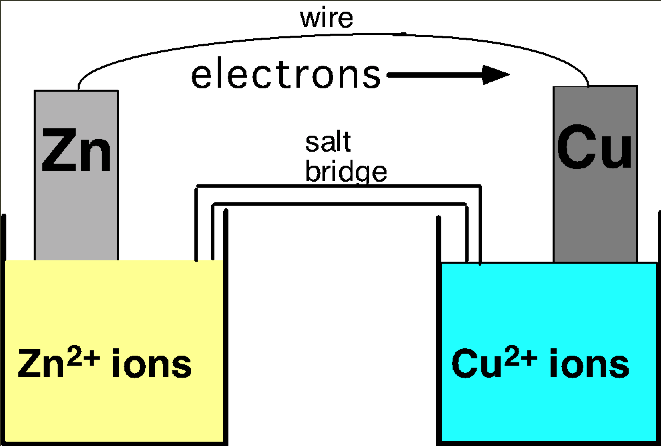 wire
electrons
Zn
Cu
salt
bridge
Zn²⁺ ions
Cu²⁺ ions